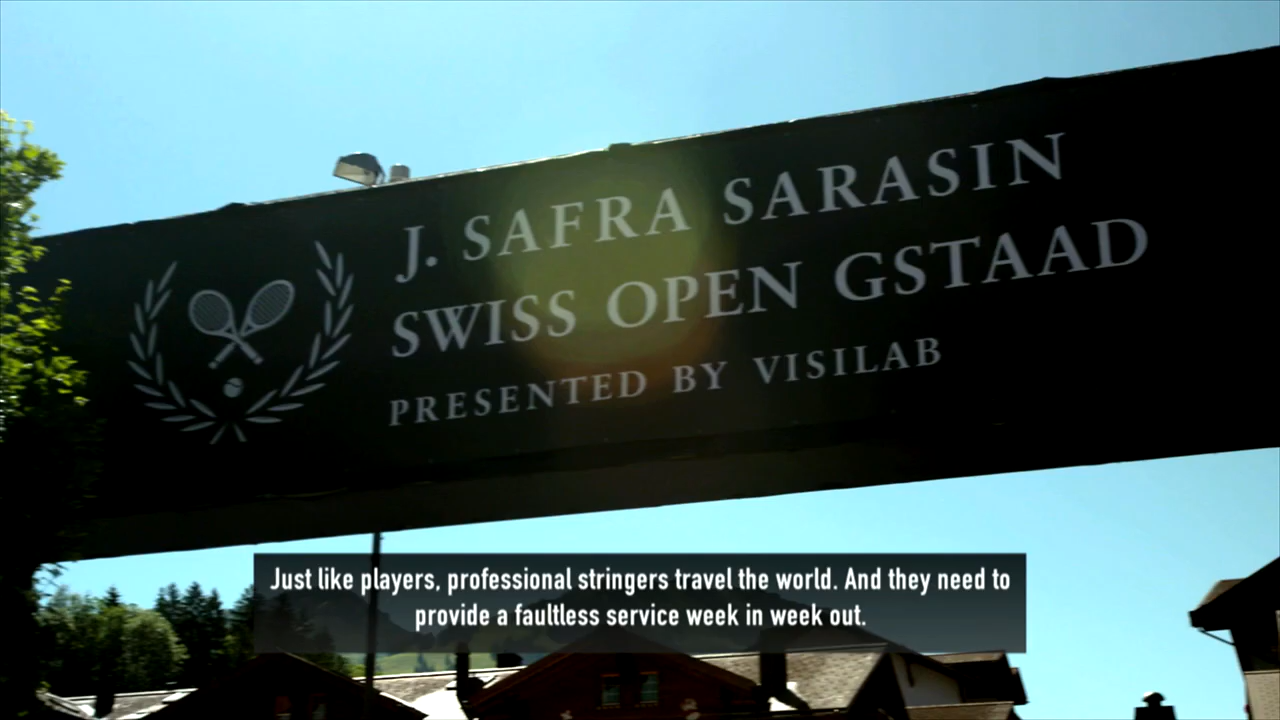 J. SAFRA SARASIN
SWISS OPEN GSTAAD
PRESENTED BY VISILAB
Just like players, professional stringers travel the world. And they need to
provide a faultless service week in week out.